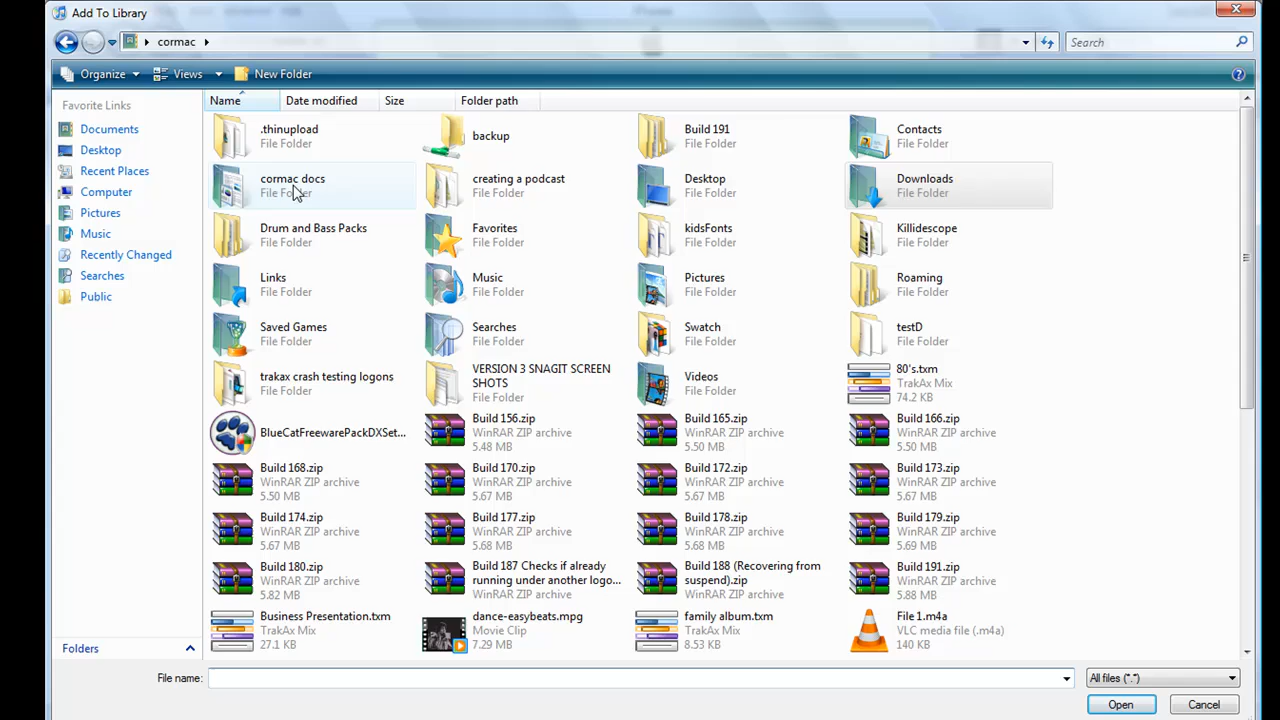 Add To Library
cormac
Search
Organize Views New Folder
Favorite Links
Documents
Desktop
Recent Places
Computer
Pictures
Music
Recently Changed
Searches
Public
Folders
Name Date modified Size Folder path
.thinupload
File Folder
backup
Build 191
File Folder
Contacts
File Folder
cormac docs
File Folder
creating a podcast
File Folder
Desktop
File Folder
Downloads
File Folder
Drum and Bass Packs
File Folder
Favorites
File Folder
kidsFonts
File Folder
Killidescope
File Folder
Links
File Folder
Music
File Folder
Pictures
File Folder
Roaming
File Folder
Saved Games
File Folder
Searches
File Folder
Swatch
File Folder
testD
File Folder
trakax crash testing logons
File Folder
VERSION 3 SNAGIT SCREEN
SHOTS
File Folder
Videos
File Folder
80's.txm
TrakAx Mix
74.2 KB
BlueCatFreewarePackDXSet...
Build 156.zip
WinRAR ZIP archive
5.48 MB
Build 165.zip
WinRAR ZIP archive
5.50 MB
Build 166.zip
WinRAR ZIP archive
5.50 MB
Build 168.zip
WinRAR ZIP archive
5.50 MB
Build 170.zip
WinRAR ZIP archive
5.67 MB
Build 172.zip
WinRAR ZIP archive
5.67 MB
Build 173.zip
WinRAR ZIP archive
5.67 MB
Build 174.zip
WinRAR ZIP archive
5.67 MB
Build 177.zip
WinRAR ZIP archive
5.68 MB
Build 178.zip
WinRAR ZIP archive
5.68 MB
Build 179.zip
WinRAR ZIP archive
5.69 MB
Build 180.zip
WinRAR ZIP archive
5.82 MB
Build 187 Checks if already
running under another logo...
WinRAR ZIP archive
Build 188 (Recovering from
suspend).zip
WinRAR ZIP archive
Build 191.zip
WinRAR ZIP archive
5.88 MB
Business Presentation.txm
TrakAx Mix
27.1 KB
dance-easybeats.mpg
Movie Clip
7.29 MB
family album.txm
TrakAx Mix
8.53 KB
File 1.m4a
VLC media file (.m4a)
140 KB
File name:
All files (*.*)
Open Cancel